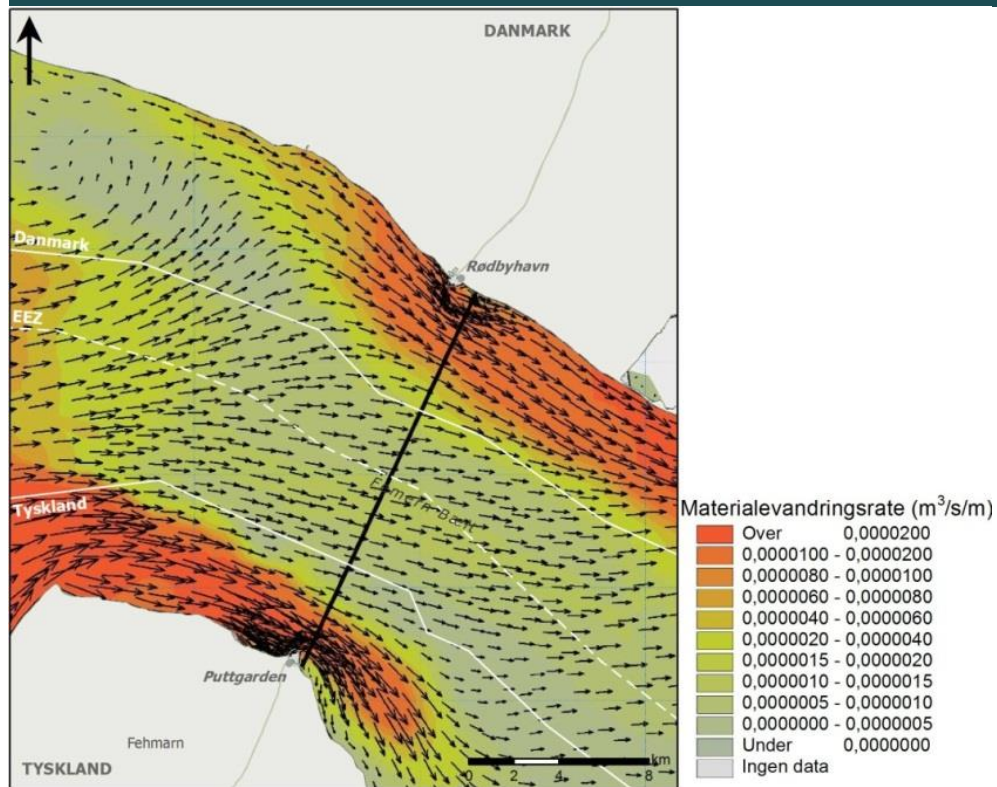 DANMARK
Rødbyhavn
Danmark
EEZ
Femern Bælt
Tyskland
Puttgarden
Fehmarn
TYSKLAND
km
0 2 4 8
Materialevandringsrate (m³/s/m)
Over 0,0000200
0,0000100 - 0,0000200
0,0000080 - 0,0000100
0,0000060 - 0,0000080
0,0000040 - 0,0000060
0,0000020 - 0,0000040
0,0000015 - 0,0000020
0,0000010 - 0,0000015
0,0000005 - 0,0000010
0,0000000 - 0,0000005
Under 0,0000000
Ingen data